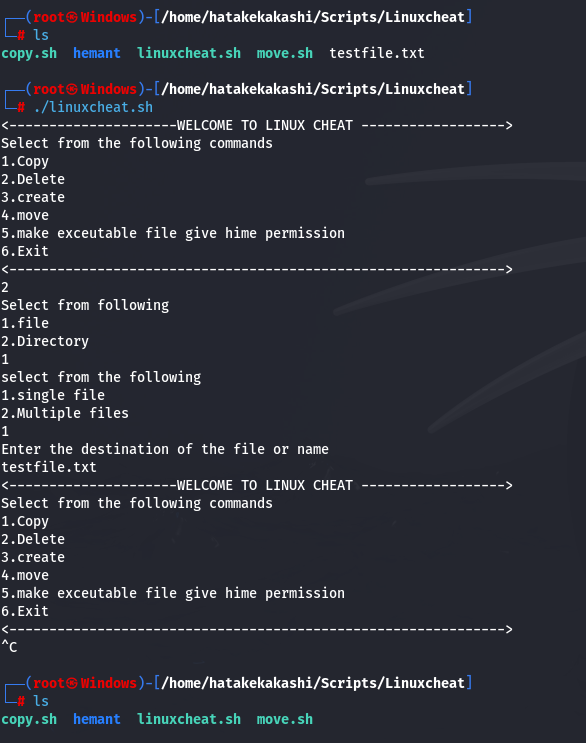 ┌──(root㉿Windows)-[/home/hatakekakashi/Scripts/Linuxcheat]
└─# ls
copy.sh  hemant  linuxcheat.sh  move.sh  testfile.txt
┌──(root㉿Windows)-[/home/hatakekakashi/Scripts/Linuxcheat]
└─# ./linuxcheat.sh
<---------------------WELCOME TO LINUX CHEAT ------------------>
Select from the following commands
1.Copy
2.Delete
3.create
4.move
5.make exceutable file give hime permission
6.Exit
<-------------------------------------------------------------->
2
Select from following
1.file
2.Directory
1
select from the following
1.single file
2.Multiple files
1
Enter the destination of the file or name
testfile.txt
<---------------------WELCOME TO LINUX CHEAT ------------------>
Select from the following commands
1.Copy
2.Delete
3.create
4.move
5.make exceutable file give hime permission
6.Exit
<-------------------------------------------------------------->
^C
┌──(root㉿Windows)-[/home/hatakekakashi/Scripts/Linuxcheat]
└─# ls
copy.sh  hemant  linuxcheat.sh  move.sh